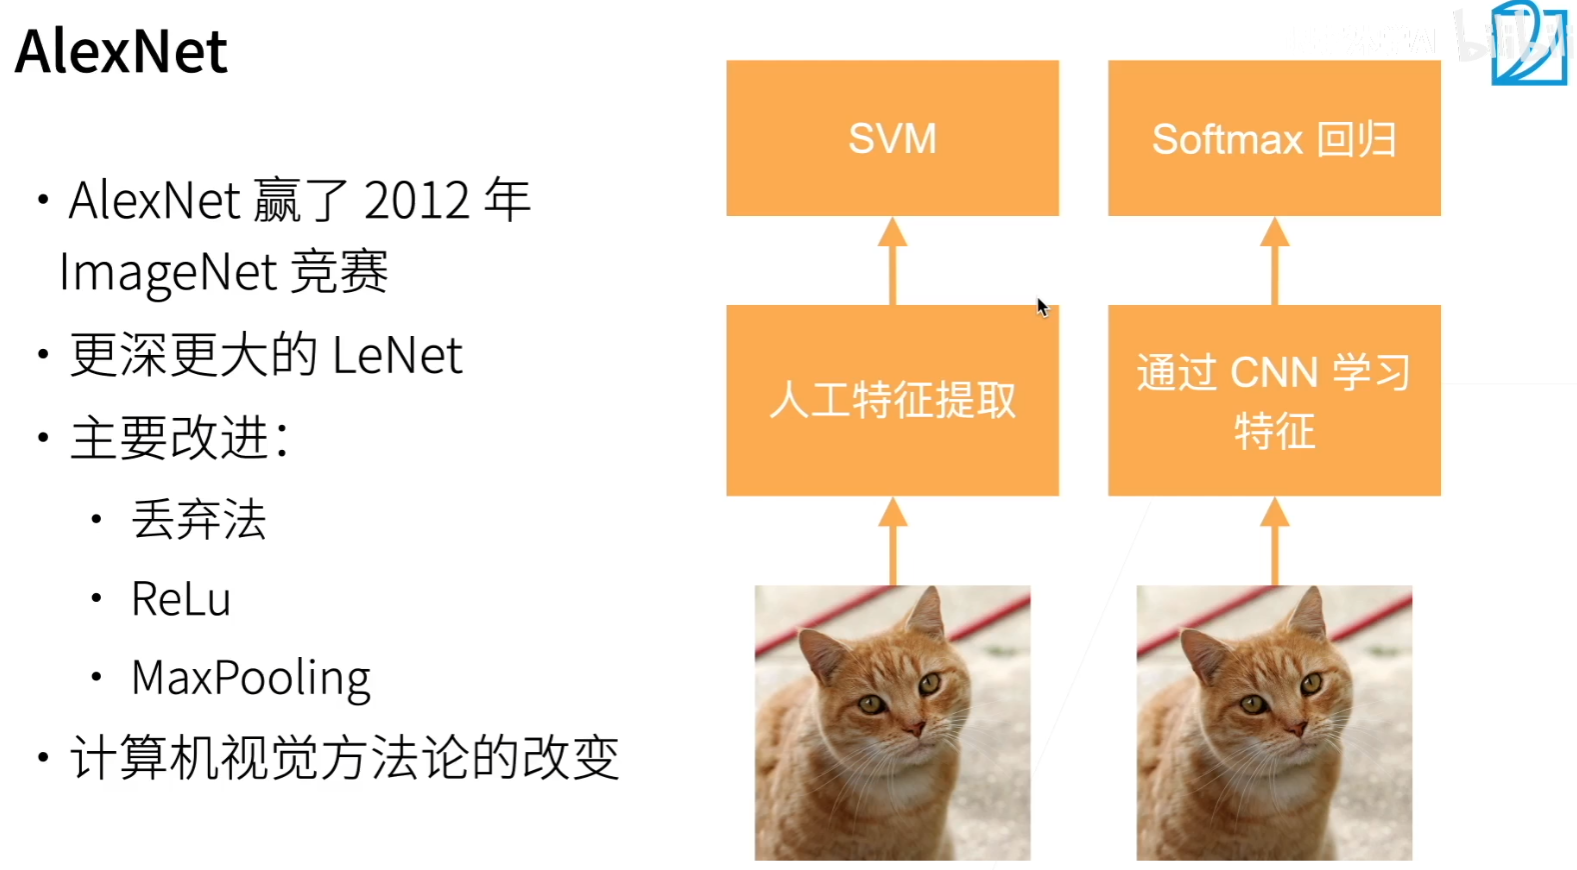 AlexNet
• AlexNet 赢了 2012 年
ImageNet 竞赛
• 更深更大的 LeNet
• 主要改进：
• 丢弃法
• ReLu
• MaxPooling
• 计算机视觉方法论的改变
SVM
人工特征提取
Softmax 回归
通过 CNN 学习
特征
bilibili